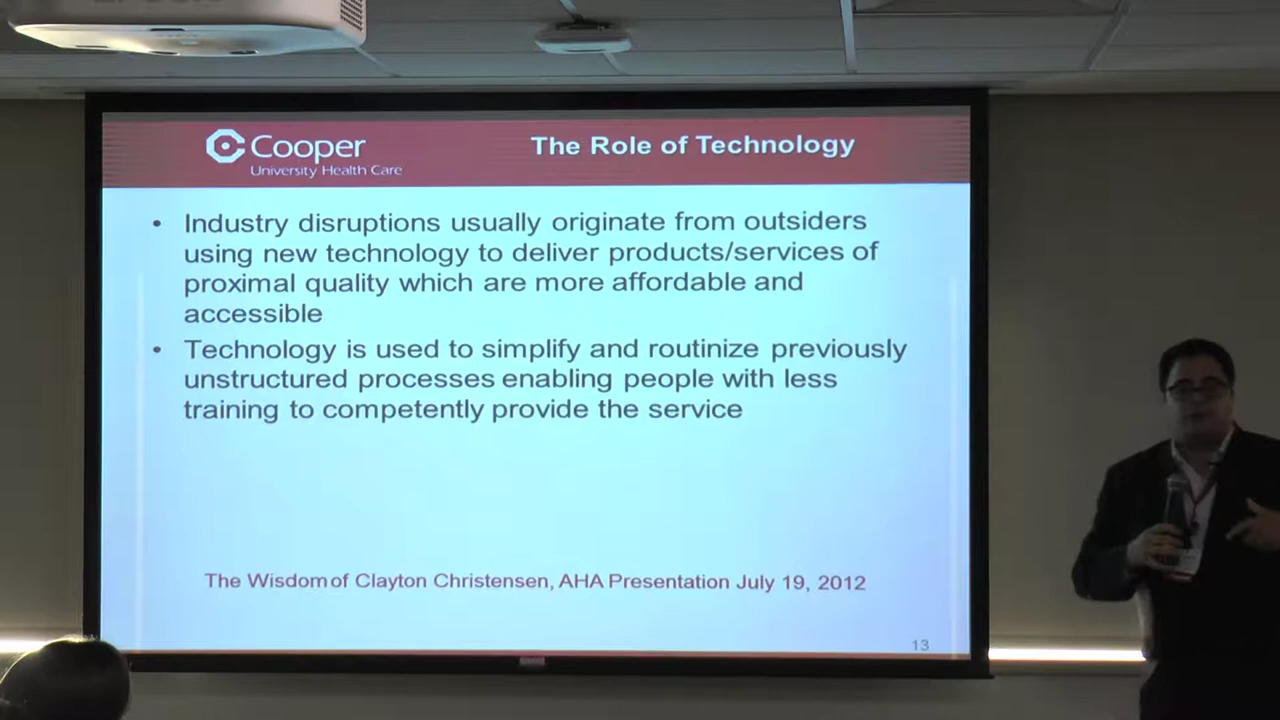 Cooper
University Health Care
The Role of Technology
• Industry disruptions usually originate from outsiders
using new technology to deliver products/services of
proximal quality which are more affordable and
accessible
• Technology is used to simplify and routinize previously
unstructured processes enabling people with less
training to competently provide the service
The Wisdom of Clayton Christensen, AHA Presentation July 19, 2012
13